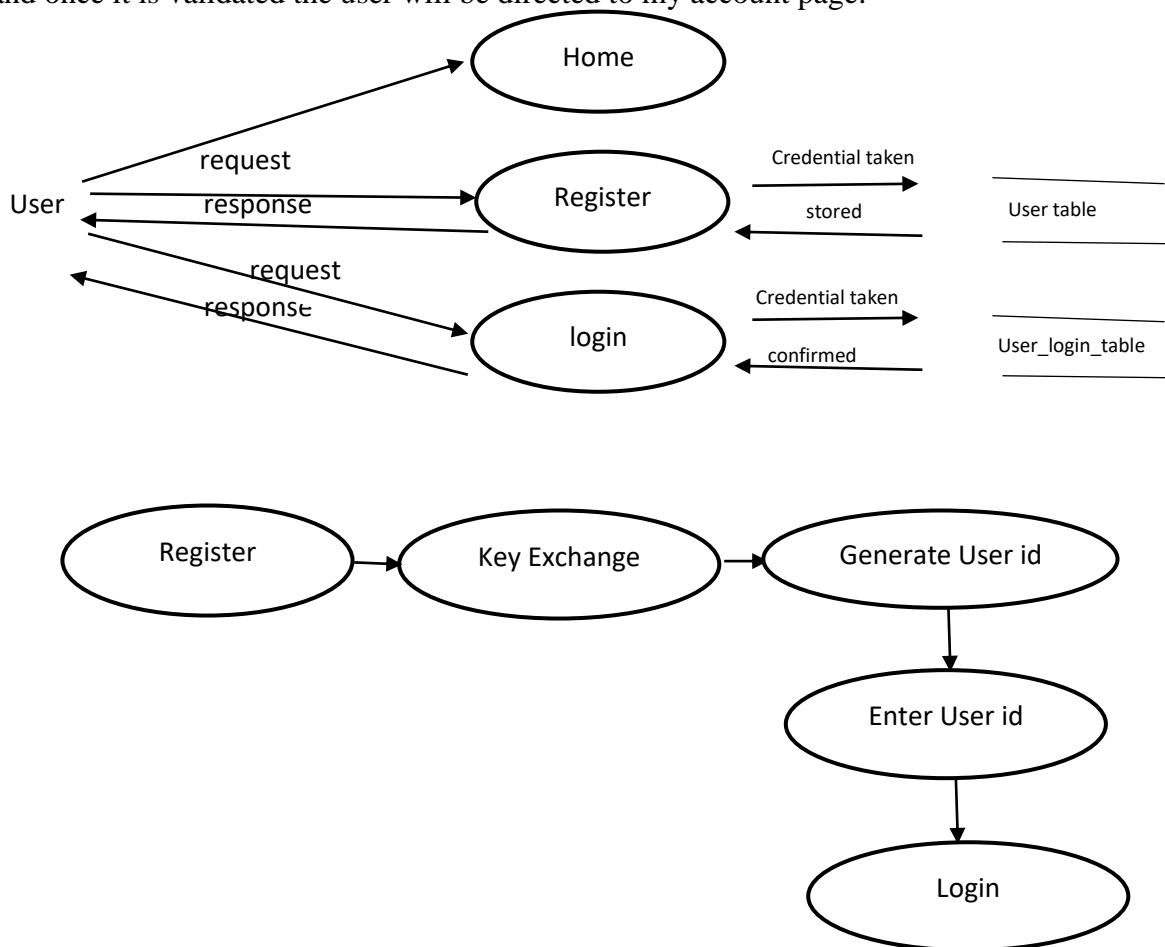 and once it is validated the user will be directed to my account page.
Home
request
Credential taken
User
response
Register
stored
User table
request
Credential taken
response
login
confirmed
User_login_table
Register
Key Exchange
Generate User id
Enter User id
Login